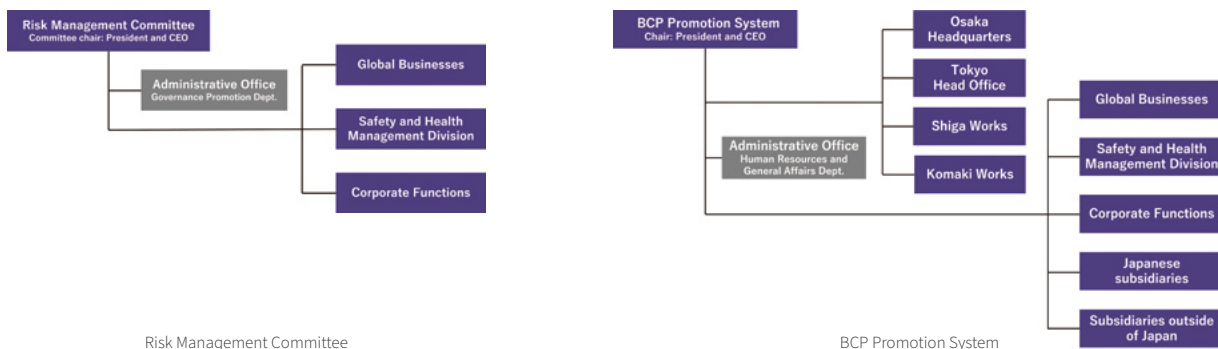 Risk Management Committee
Committee chair: President and CEO
Administrative Office
Governance Promotion Dept.
Global Businesses
Safety and Health
Management Division
Corporate Functions
Risk Management Committee
BCP Promotion System
Chair: President and CEO
Administrative Office
Human Resources and
General Affairs Dept.
Osaka
Headquarters
Tokyo
Head Office
Shiga Works
Komaki Works
Global Businesses
Safety and Health
Management Division
Corporate Functions
Japanese
subsidiaries
Subsidiaries outside
of Japan
BCP Promotion System